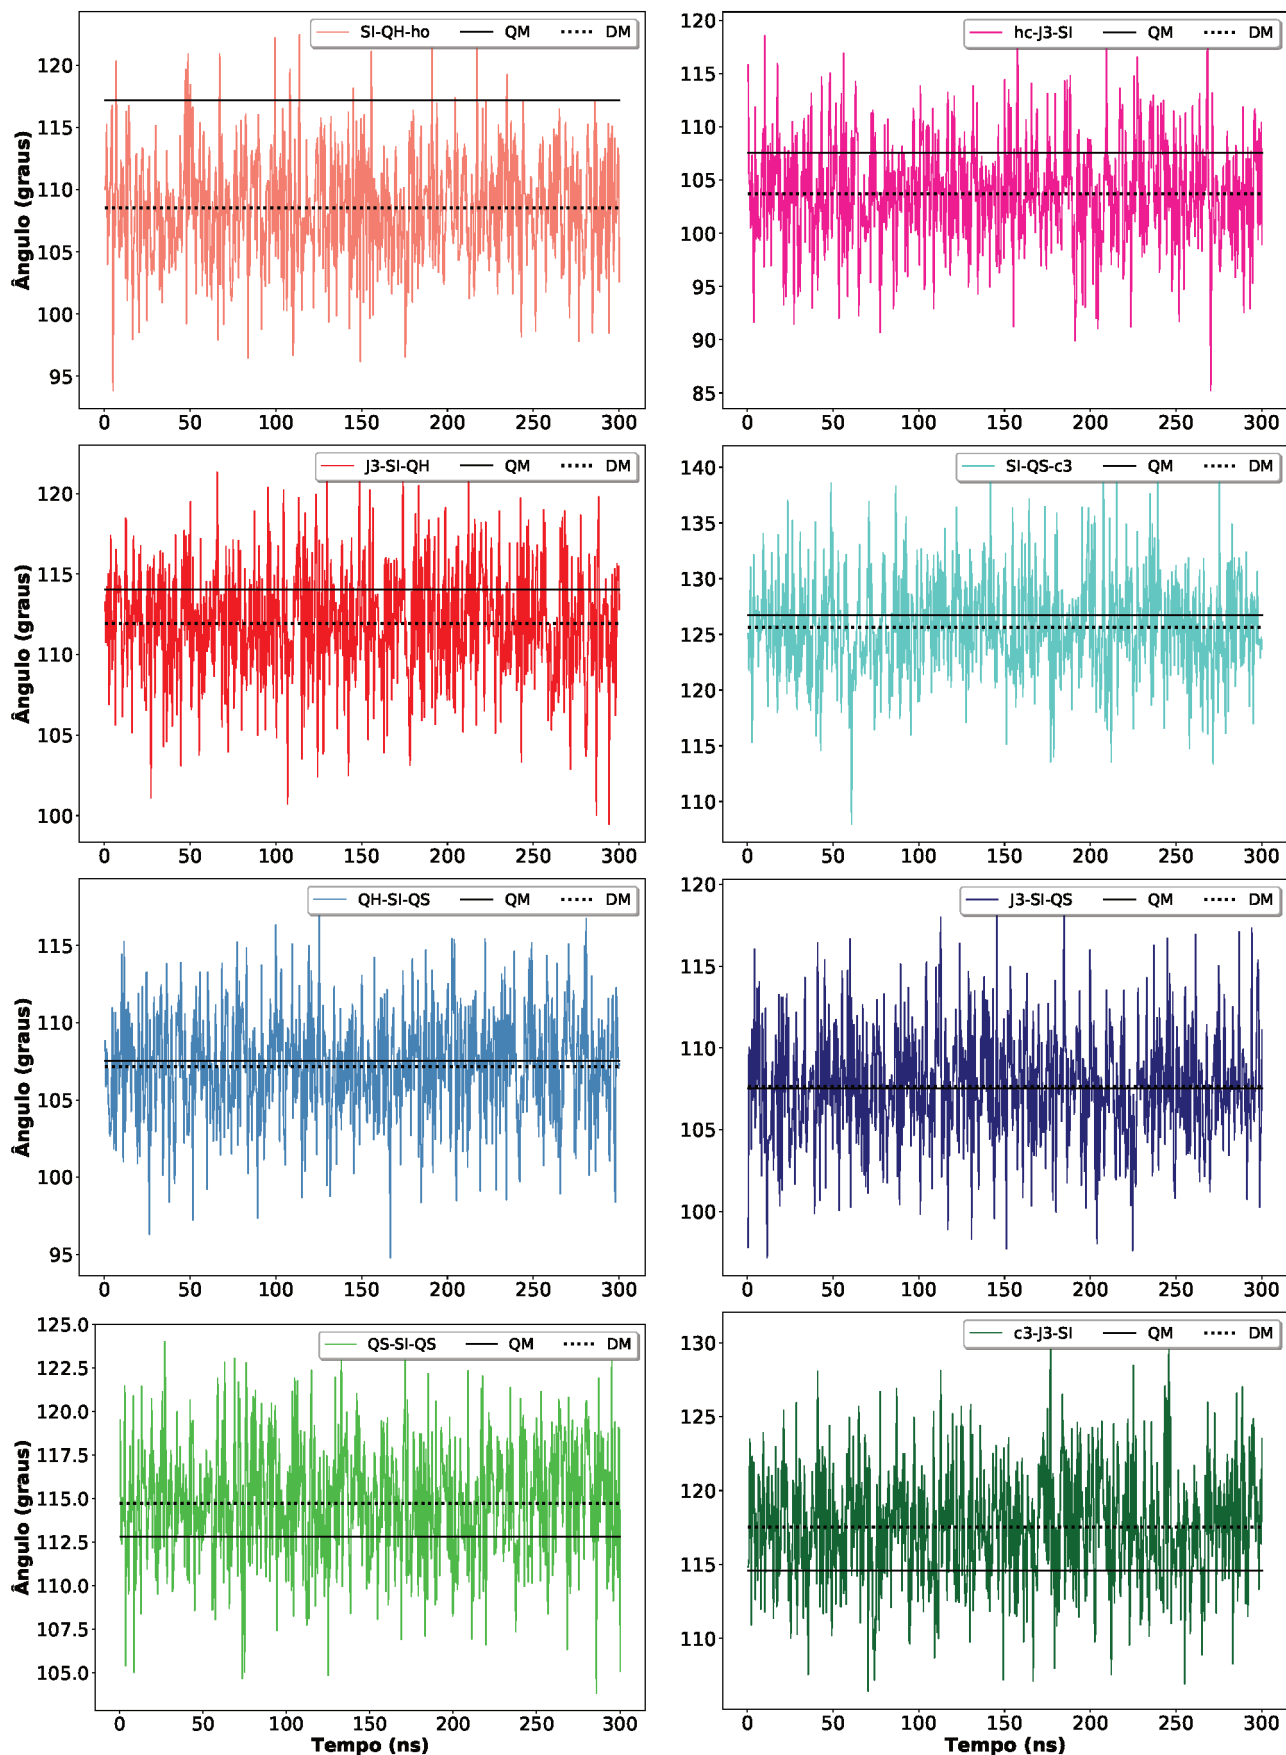 SI-QH-ho QM DM
120
115
110
105
100
95
Ângulo (graus)
0 50 100 150 200 250 300
hc-J3-SI QM DM
120
115
110
105
100
95
90
85
0 50 100 150 200 250 300
J3-SI-QH QM DM
120
115
110
105
100
Ângulo (graus)
0 50 100 150 200 250 300
SI-QS-c3 QM DM
140
135
130
125
120
115
110
0 50 100 150 200 250 300
QH-SI-QS QM DM
115
110
105
100
95
Ângulo (graus)
0 50 100 150 200 250 300
J3-SI-QS QM DM
120
115
110
105
100
0 50 100 150 200 250 300
QS-SI-QS QM DM
125.0
122.5
120.0
117.5
115.0
112.5
110.0
107.5
105.0
Ângulo (graus)
0 50 100 150 200 250 300
Tempo (ns)
c3-J3-SI QM DM
130
125
120
115
110
0 50 100 150 200 250 300
Tempo (ns)